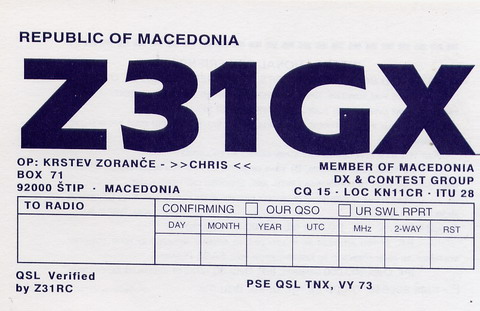 REPUBLIC OF MACEDONIA
Z31GX
OP: KRSTEV ZORANČE - >>CHRIS <<
BOX 71
92000 ŠTIP · MACEDONIA
MEMBER OF MACEDONIA
DX & CONTEST GROUP
CQ 15 · LOC KN11CR · ITU 28
TO RADIO
CONFIRMING OUR QSO UR SWL RPRT
DAY MONTH YEAR UTC MHz 2-WAY RST
QSL Verified
by Z31RC
PSE QSL TNX, VY 73